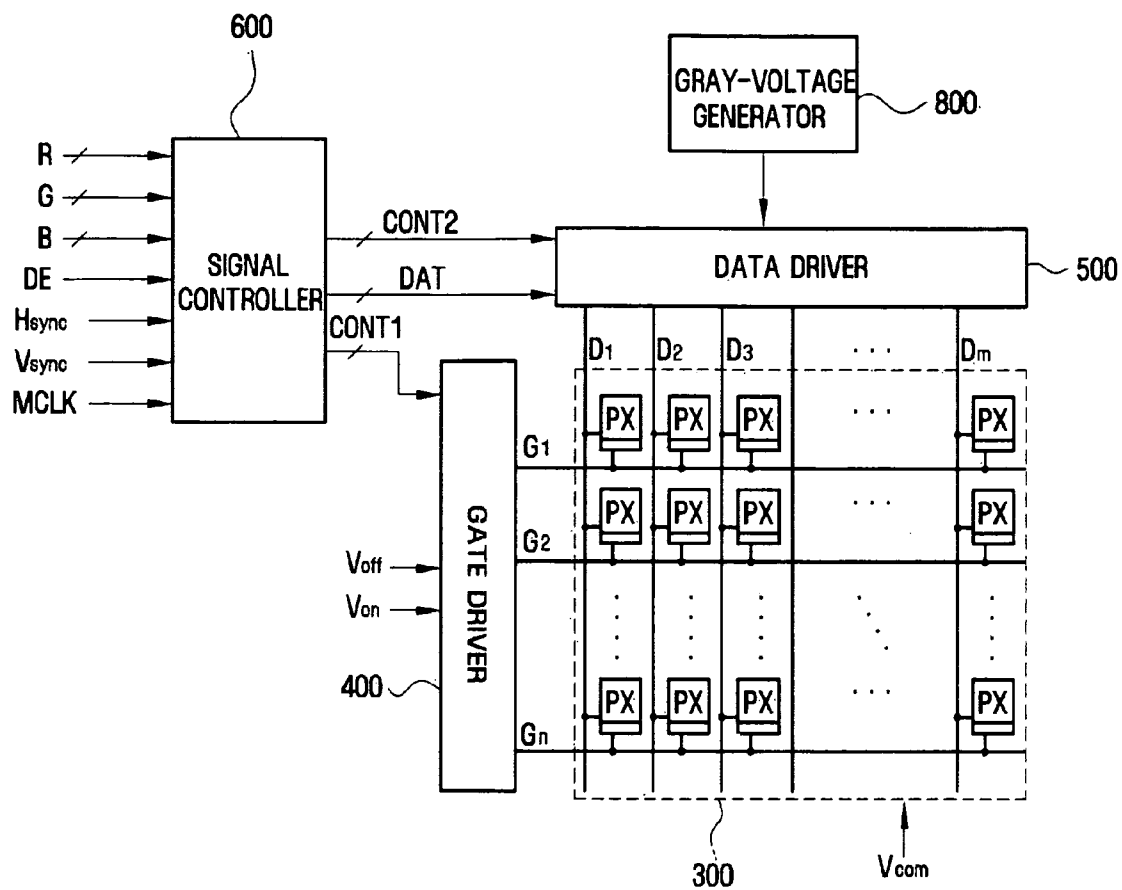 600
GRAY-VOLTAGE
GENERATOR
800
R
G
B
DE
Hsync
Vsync
MCLK
SIGNAL
CONTROLLER
CONT2
DAT
CONT1
DATA DRIVER
500
D1 D2 D3 ... Dm
PX PX PX ... PX
G1
PX PX PX ... PX
G2
GATE DRIVER
Voff
Von
400
PX PX PX ... PX
Gn
300
Vcom